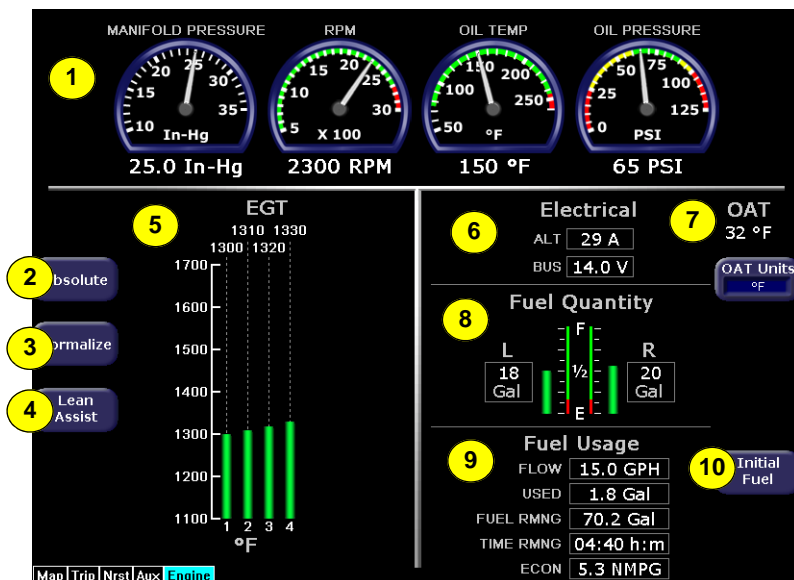 MANIFOLD PRESSURE RPM OIL TEMP OIL PRESSURE
1
10 15 20 25 30 35
In-Hg
5 10 15 20 25 30
X 100
50 100 150 200 250
°F
0 25 50 75 100 125
PSI
25.0 In-Hg 2300 RPM 150 °F 65 PSI
5
EGT
1310 1330
1300 1320
1700
1600
1500
1400
1300
1200
1100
1 2 3 4
°F
2 bsolute
3 ormalize
4 Lean
Assist
6
Electrical
ALT 29 A
BUS 14.0 V
7
OAT
32 °F
OAT Units
°F
8
Fuel Quantity
L F R
18 Gal ½ 20 Gal
E
9
Fuel Usage
FLOW 15.0 GPH
USED 1.8 Gal
FUEL RMNG 70.2 Gal
TIME RMNG 04:40 h:m
ECON 5.3 NMPG
10 Initial
Fuel
Map Trip Nrst Aux Engine